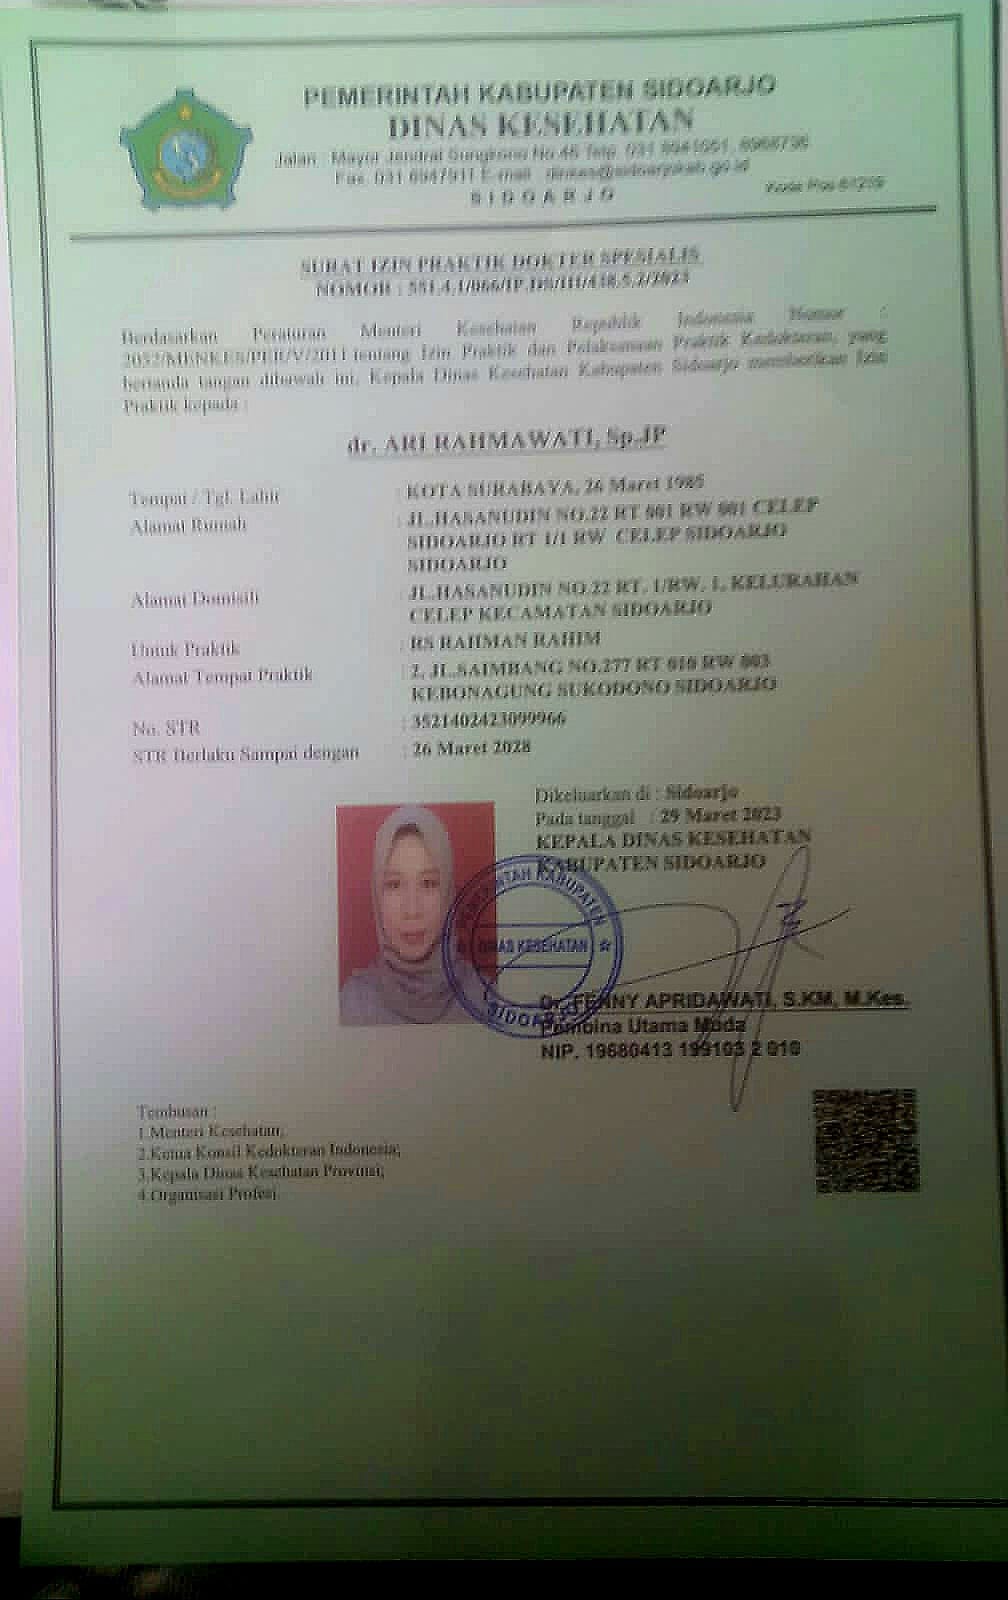 PEMERINTAH KABUPATEN SIDOARJO
DINAS KESEHATAN
Jalan Mayor Jendral Sungkono No.46 Telp. 031 8941051, 8968736
Fax. 031 8947911 E-mail dinkes@sidoarjokab.go.id
Kode Pos 61219
SIDOARJO
SURAT IZIN PRAKTIK DOKTER SPESIALIS
NOMOR : 551.4.1/066/IP.DS/III/438.5.2/2023
Berdasarkan Peraturan Menteri Kesehatan Republik Indonesia Nomor :
2052/MENKES/PER/V/2011 tentang Izin Praktik dan Pelaksanaan Praktik Kedokteran, yang
bertanda tangan dibawah ini, Kepala Dinas Kesehatan Kabupaten Sidoarjo memberikan Izin
Praktik kepada :
dr. ARI RAHMAWATI, Sp.JP
Tempat / Tgl. Lahir : KOTA SURABAYA, 26 Maret 1985
Alamat Rumah : JL.HASANUDIN NO.22 RT 001 RW 001 CELEP
SIDOARJO RT 1/1 RW CELEP SIDOARJO
SIDOARJO
Alamat Domisili : JL.HASANUDIN NO.22 RT. 1/RW. 1, KELURAHAN
CELEP KECAMATAN SIDOARJO
Untuk Praktik : RS RAHMAN RAHIM
Alamat Tempat Praktik : 2. JL.SAIMBANG NO.277 RT 010 RW 003
KEBONAGUNG SUKODONO SIDOARJO
No. STR : 3521402423099966
STR Berlaku Sampai dengan : 26 Maret 2028
Dikeluarkan di : Sidoarjo
Pada tanggal : 29 Maret 2023
KEPALA DINAS KESEHATAN
KABUPATEN SIDOARJO
PEMERINTAH KABUPATEN
DINAS KESEHATAN
SIDOARJO
Dr. FENNY APRIDAWATI, S.KM, M.Kes.
Pembina Utama Muda
NIP. 19680413 199103 2 010
Tembusan :
1.Menteri Kesehatan;
2.Ketua Konsil Kedokteran Indonesia;
3.Kepala Dinas Kesehatan Provinsi;
4.Organisasi Profesi